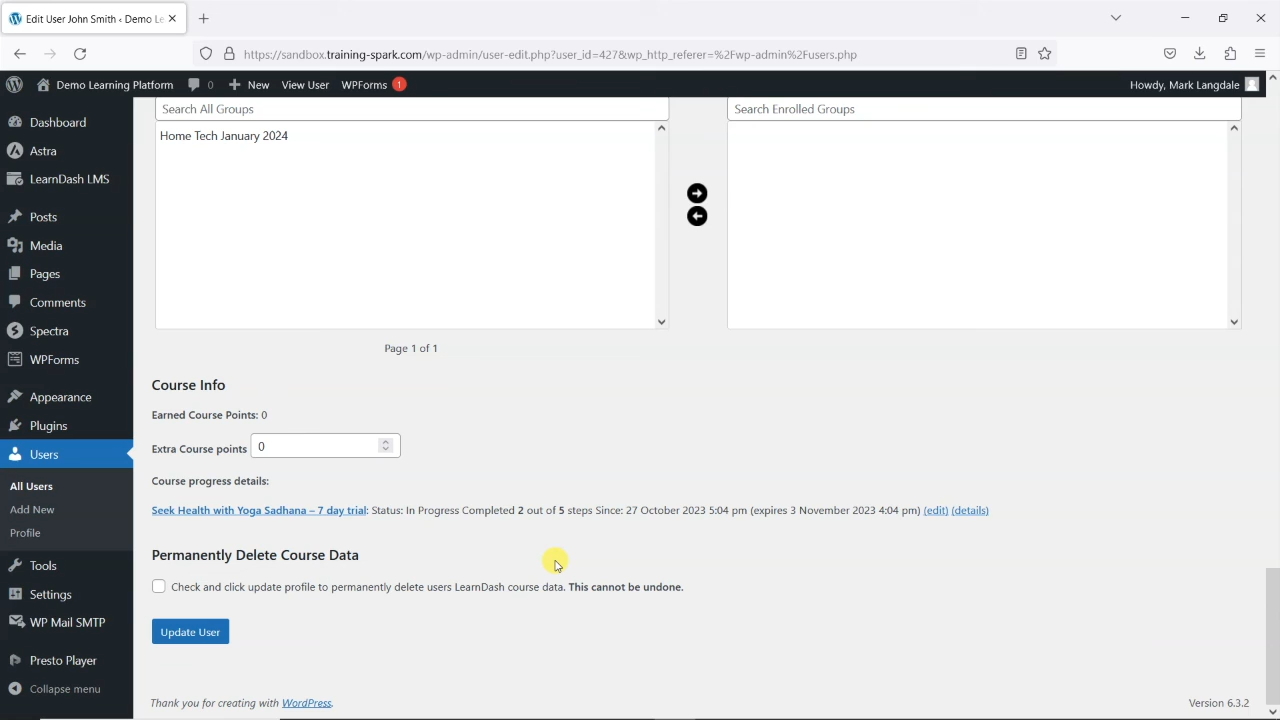 Edit User John Smith ‹ Demo Le
https://sandbox.training-spark.com/wp-admin/user-edit.php?user_id=427&wp_http_referer=%2Fwp-admin%2Fusers.php
Demo Learning Platform 0 New View User WPForms 1 Howdy, Mark Langdale
Dashboard
Astra
LearnDash LMS
Posts
Media
Pages
Comments
Spectra
WPForms
Appearance
Plugins
Users
All Users
Add New
Profile
Tools
Settings
WP Mail SMTP
Presto Player
Collapse menu
Search All Groups
Home Tech January 2024
Search Enrolled Groups
Page 1 of 1
Course Info
Earned Course Points: 0
Extra Course points 0
Course progress details:
Seek Health with Yoga Sadhana – 7 day trial: Status: In Progress Completed 2 out of 5 steps Since: 27 October 2023 5:04 pm (expires 3 November 2023 4:04 pm) (edit) (details)
Permanently Delete Course Data
Check and click update profile to permanently delete users LearnDash course data. This cannot be undone.
Update User
Thank you for creating with WordPress.
Version 6.3.2